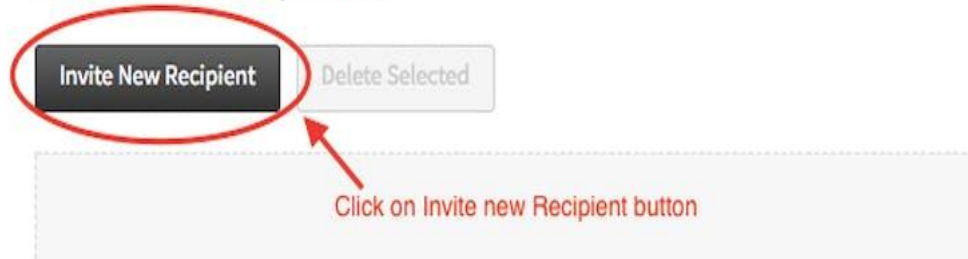 Invite New Recipient
Delete Selected
Click on Invite new Recipient button